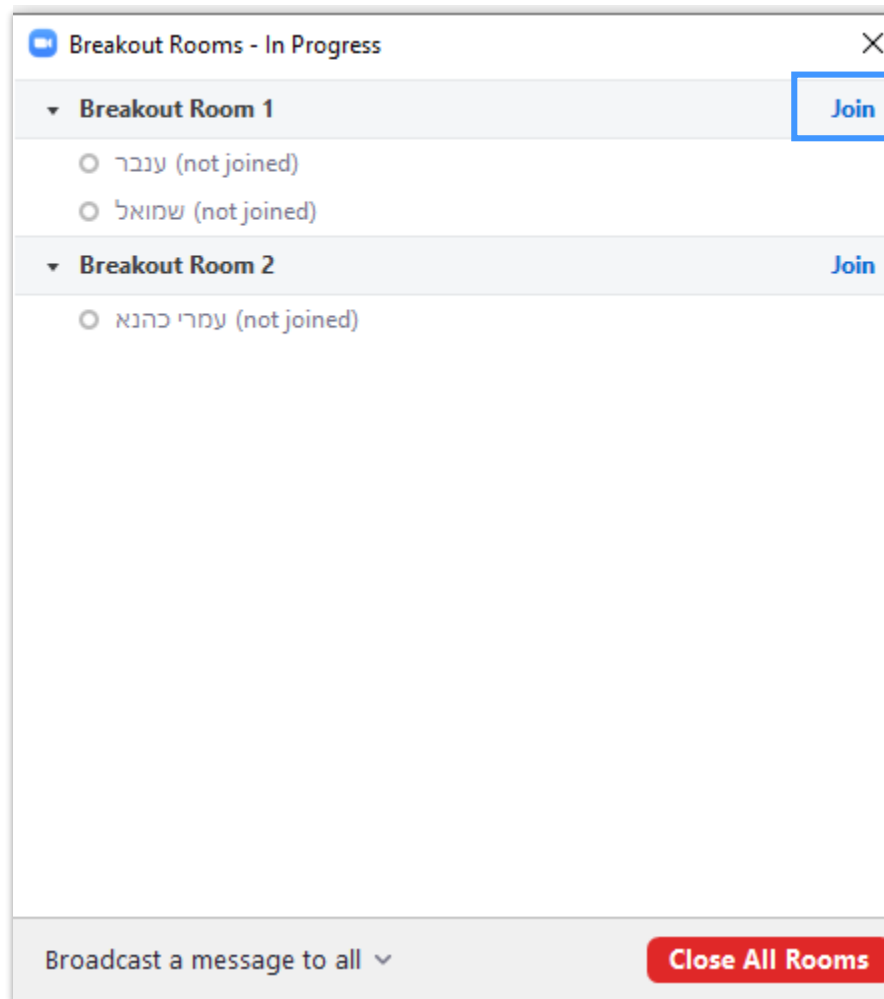 Breakout Rooms - In Progress
Breakout Room 1 Join
ענבר (not joined)
שמואל (not joined)
Breakout Room 2 Join
עמרי כהנא (not joined)
Broadcast a message to all Close All Rooms